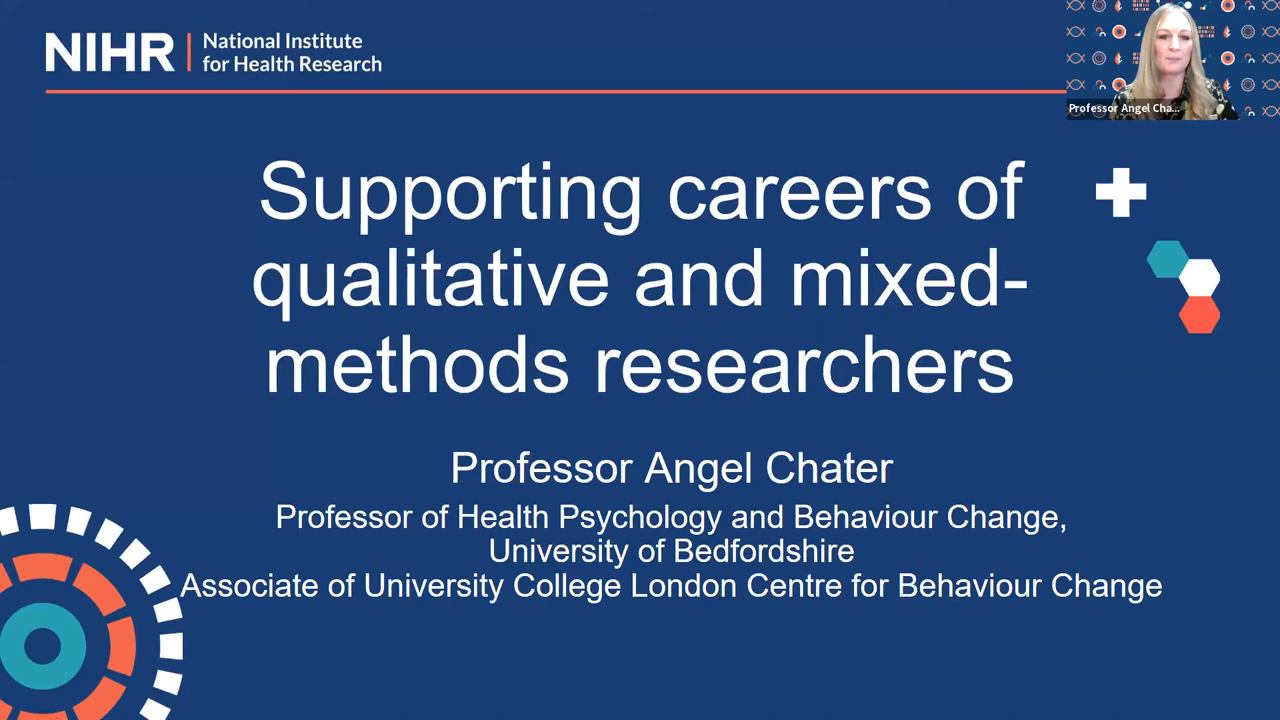 NIHR
National Institute
for Health Research
Professor Angel Cha...
Supporting careers of
qualitative and mixed-
methods researchers
Professor Angel Chater
Professor of Health Psychology and Behaviour Change,
University of Bedfordshire
Associate of University College London Centre for Behaviour Change